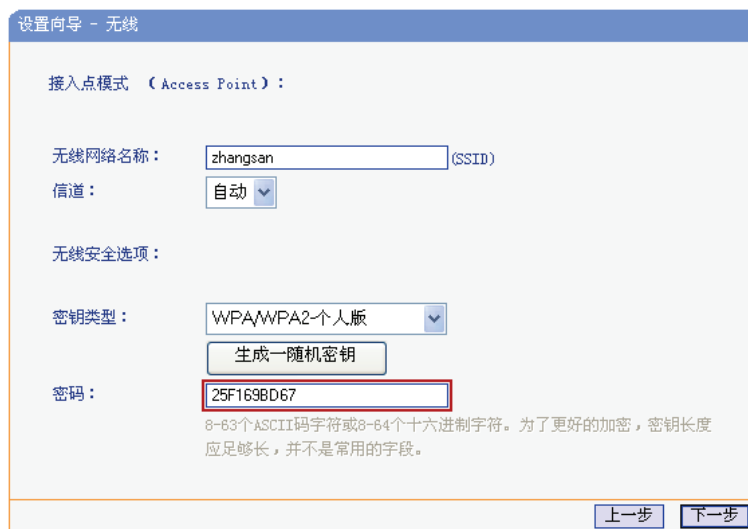 设置向导 - 无线
接入点模式 （Access Point）：
无线网络名称： zhangsan (SSID)
信道： 自动
无线安全选项：
密钥类型： WPA/WPA2-个人版
生成一随机密钥
密码： 25F169BD67
8-63个ASCII码字符或8-64个十六进制字符。为了更好的加密，密钥长度
应足够长，并不是常用的字段。
上一步 下一步